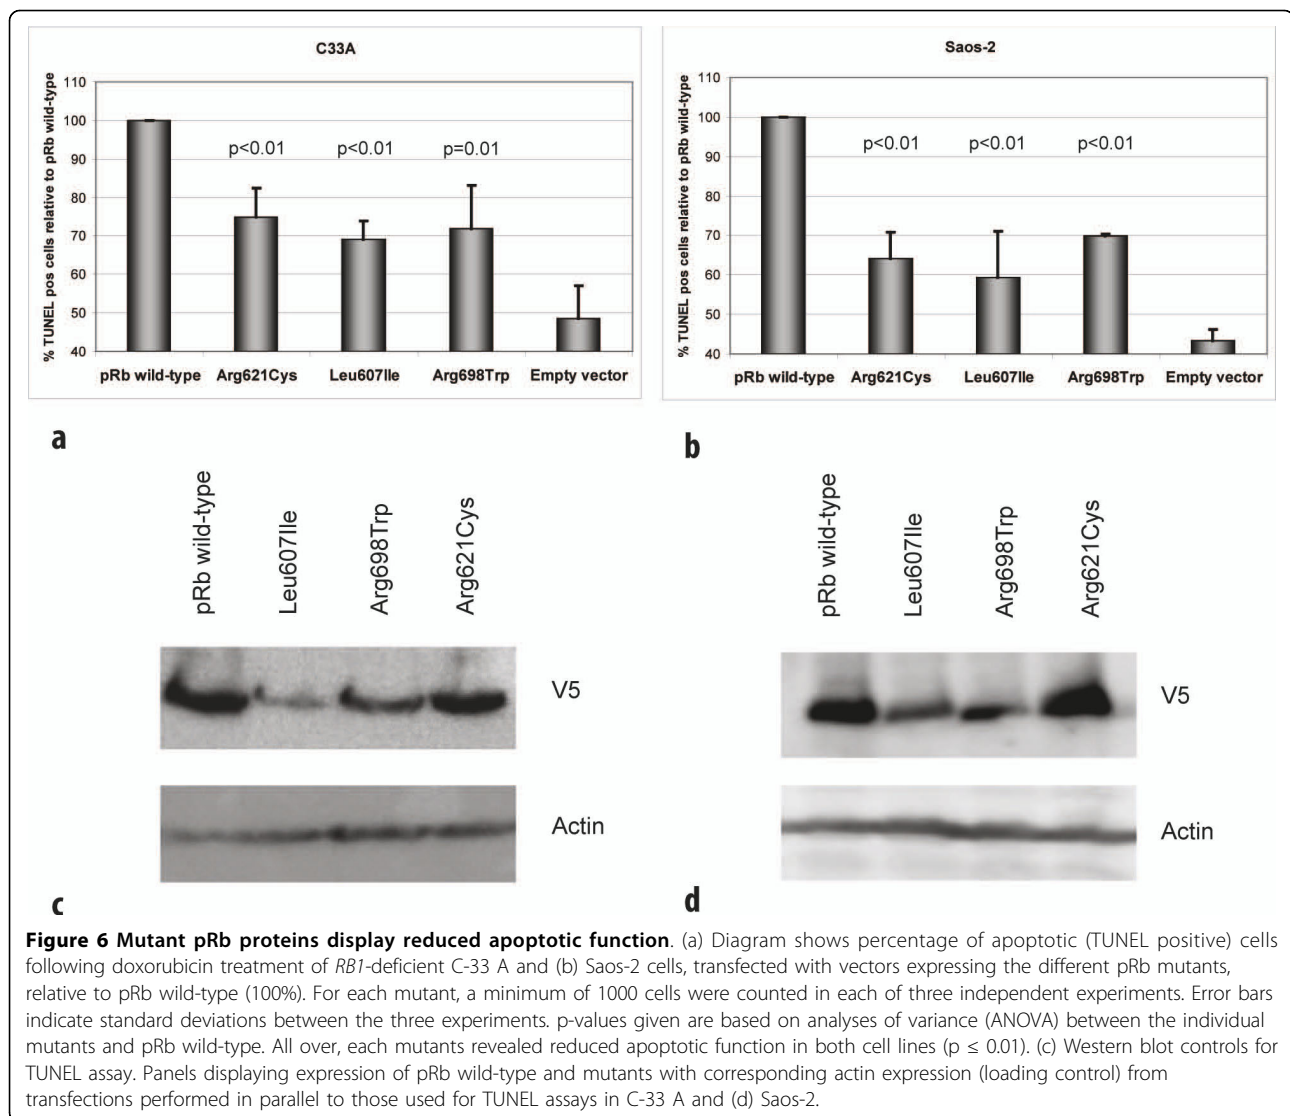 C33A
% TUNEL pos cells relative to pRb wild-type
110
100
90
80
70
60
50
40
p<0.01
p<0.01
p=0.01
pRb wild-type
Arg621Cys
Leu607Ile
Arg698Trp
Empty vector
a
Saos-2
% TUNEL pos cells relative to pRb wild-type
110
100
90
80
70
60
50
40
p<0.01
p<0.01
p<0.01
pRb wild-type
Arg621Cys
Leu607Ile
Arg698Trp
Empty vector
b
pRb wild-type
Leu607Ile
Arg698Trp
Arg621Cys
V5
Actin
c
pRb wild-type
Leu607Ile
Arg698Trp
Arg621Cys
V5
Actin
d
Figure 6 Mutant pRb proteins display reduced apoptotic function. (a) Diagram shows percentage of apoptotic (TUNEL positive) cells
following doxorubicin treatment of RB1-deficient C-33 A and (b) Saos-2 cells, transfected with vectors expressing the different pRb mutants,
relative to pRb wild-type (100%). For each mutant, a minimum of 1000 cells were counted in each of three independent experiments. Error bars
indicate standard deviations between the three experiments. p-values given are based on analyses of variance (ANOVA) between the individual
mutants and pRb wild-type. All over, each mutants revealed reduced apoptotic function in both cell lines (p ≤ 0.01). (c) Western blot controls for
TUNEL assay. Panels displaying expression of pRb wild-type and mutants with corresponding actin expression (loading control) from
transfections performed in parallel to those used for TUNEL assays in C-33 A and (d) Saos-2.